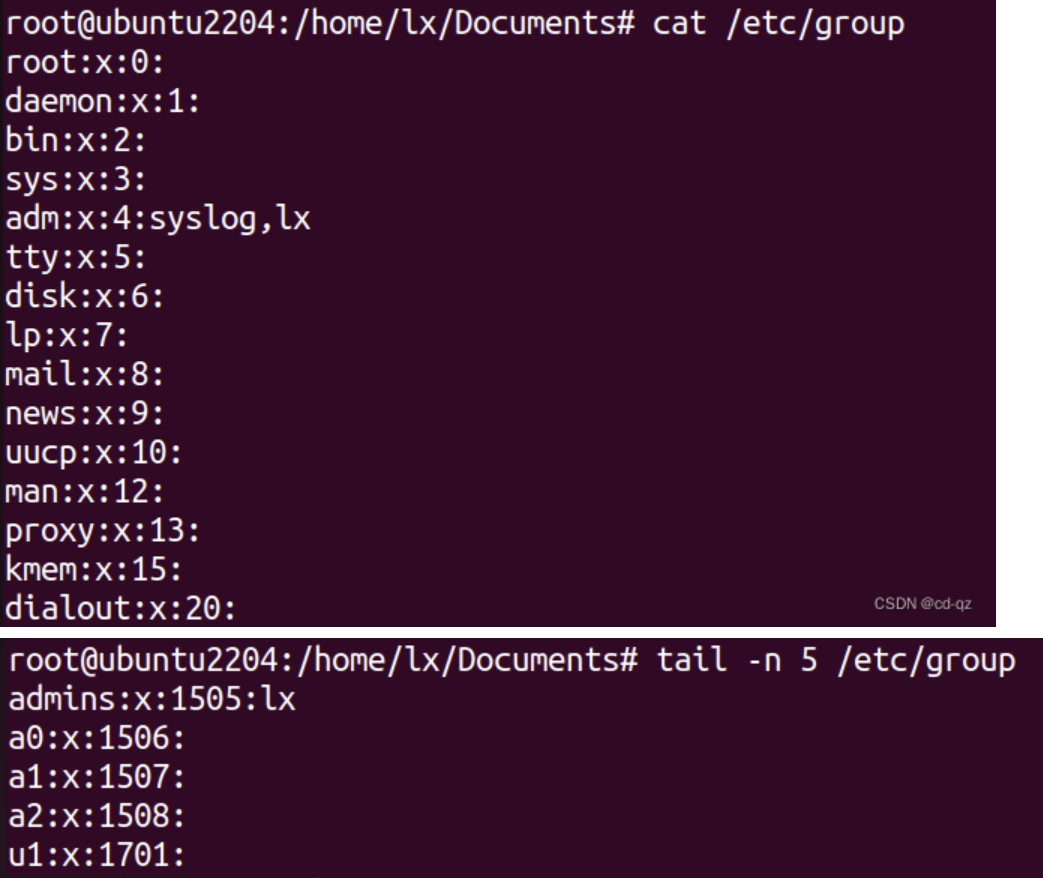 root@ubuntu2204:/home/lx/Documents# cat /etc/group
root:x:0:
daemon:x:1:
bin:x:2:
sys:x:3:
adm:x:4:syslog,lx
tty:x:5:
disk:x:6:
lp:x:7:
mail:x:8:
news:x:9:
uucp:x:10:
man:x:12:
proxy:x:13:
kmem:x:15:
dialout:x:20:
CSDN @cd-qz
root@ubuntu2204:/home/lx/Documents# tail -n 5 /etc/group
admins:x:1505:lx
a0:x:1506:
a1:x:1507:
a2:x:1508:
u1:x:1701: